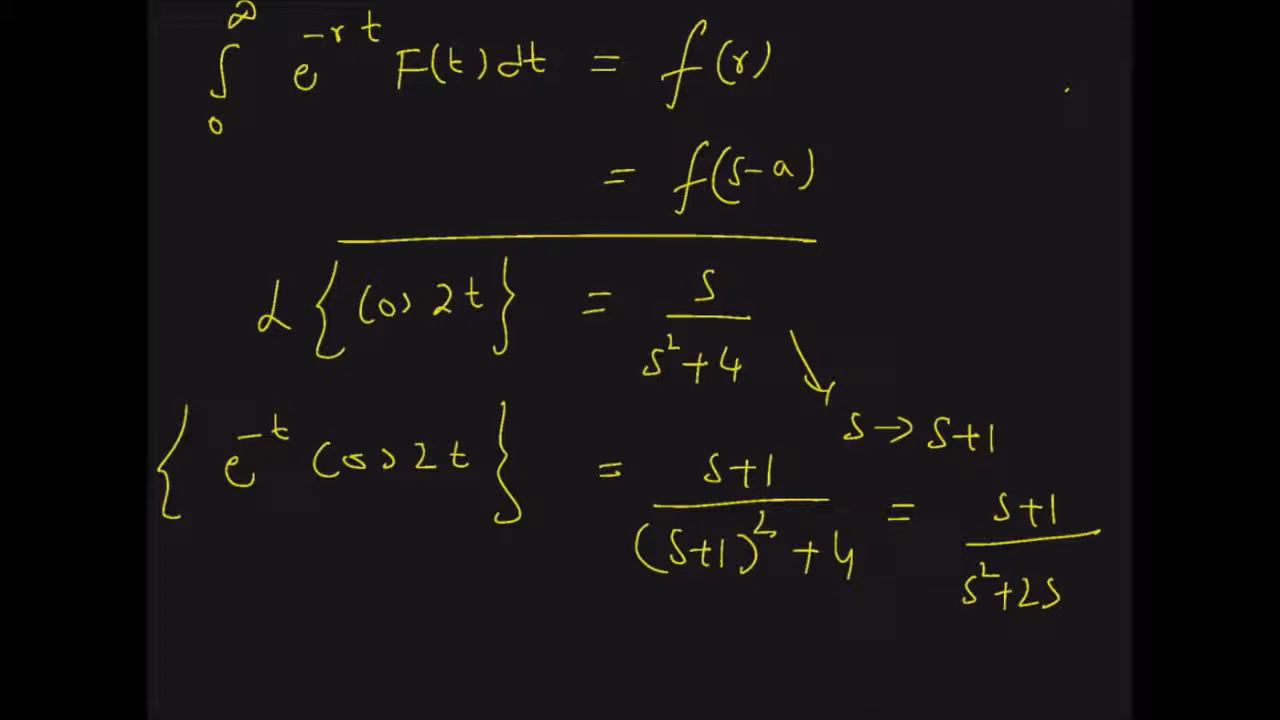 ∫₀^∞ e^{-rt} F(t) dt = f(r)
= f(s-a)
L { Cos 2t } = s / (s² + 4)
s → s+1
{ e^{-t} Cos 2t } = (s+1) / ((s+1)² + 4) = (s+1) / (s² + 2s